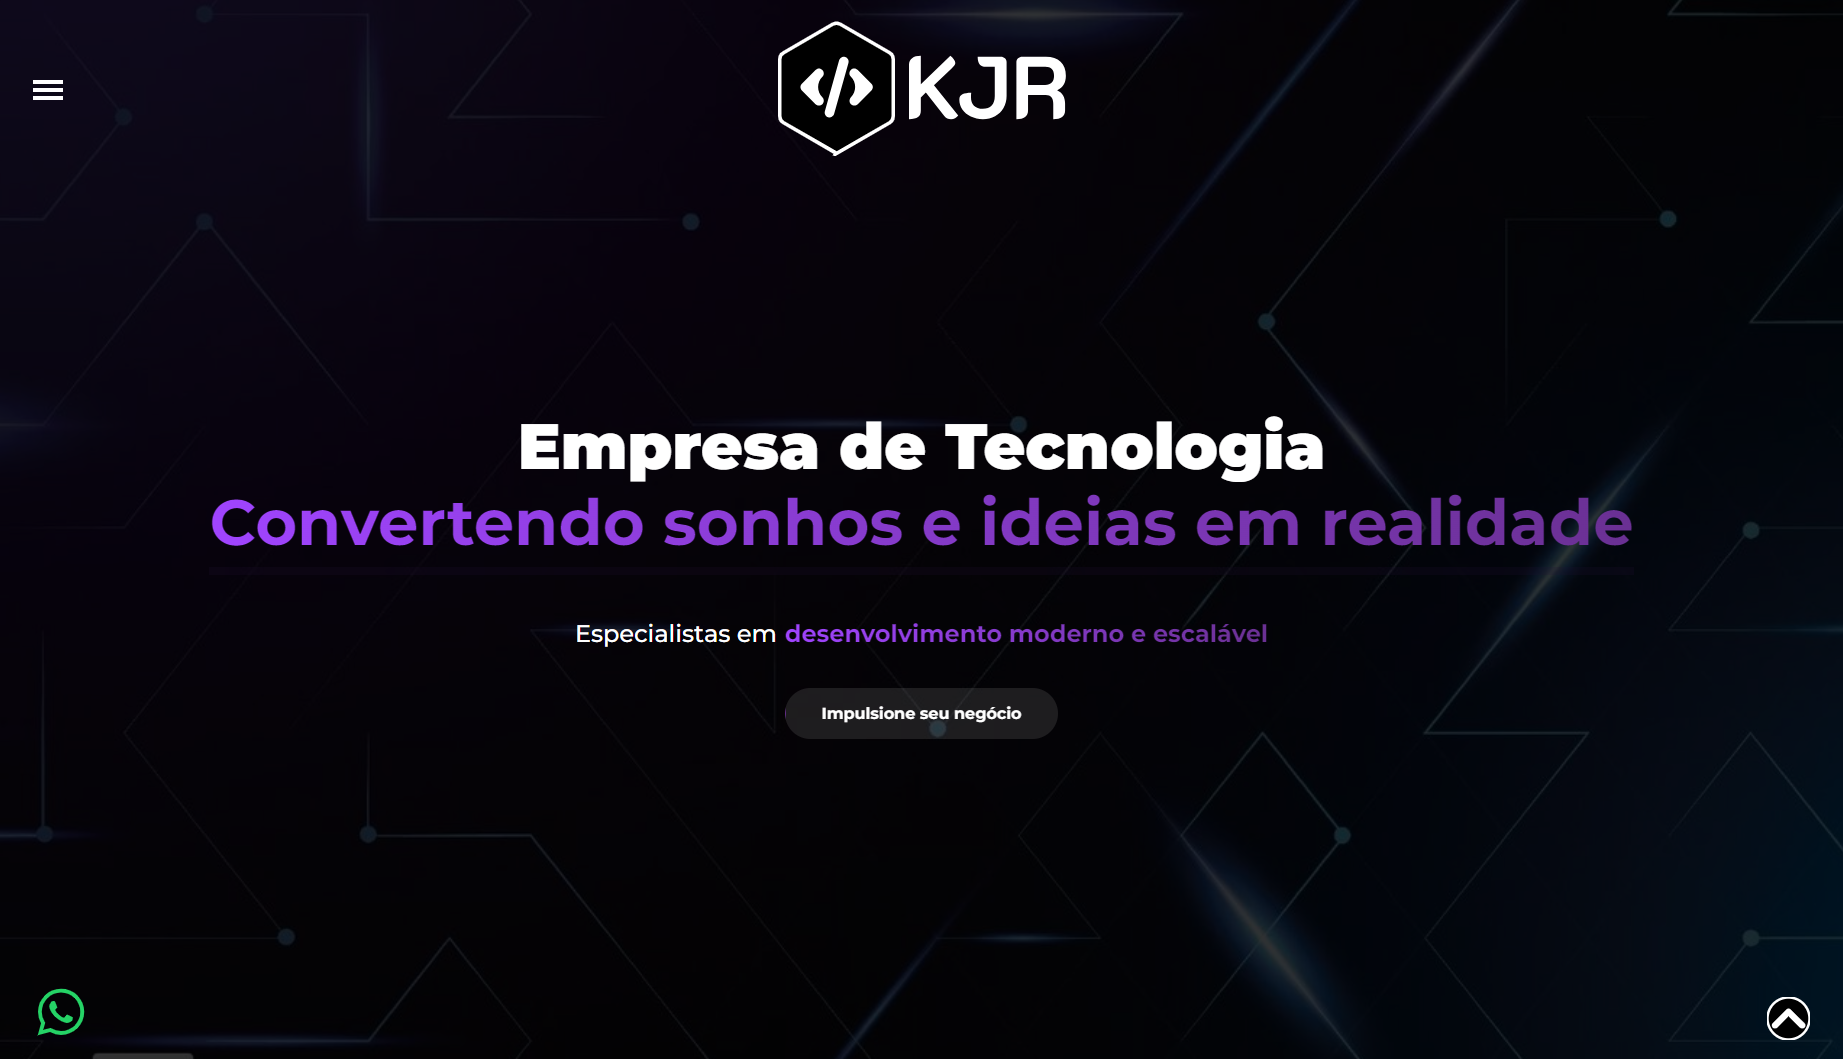 </> KJR
Empresa de Tecnologia
Convertendo sonhos e ideias em realidade
Especialistas em desenvolvimento moderno e escalável
Impulsione seu negócio